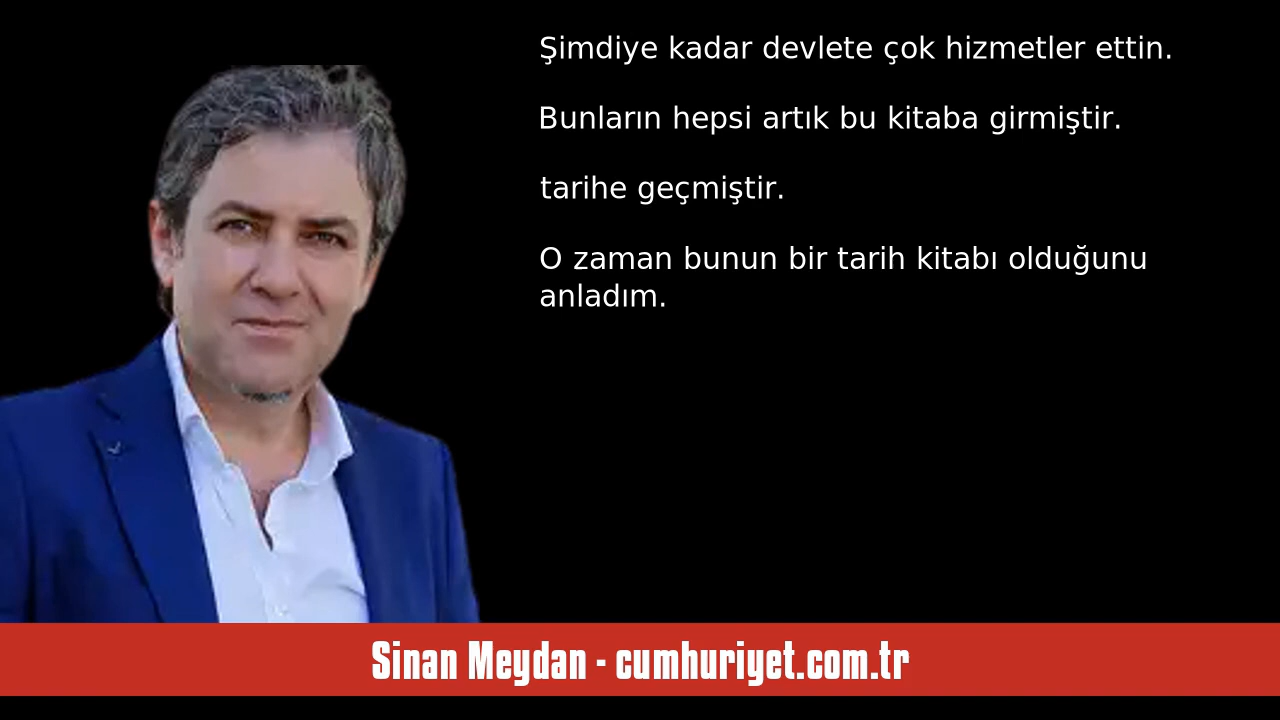 Şimdiye kadar devlete çok hizmetler ettin.
Bunların hepsi artık bu kitaba girmiştir.
tarihe geçmiştir.
O zaman bunun bir tarih kitabı olduğunu
anladım.
Sinan Meydan - cumhuriyet.com.tr